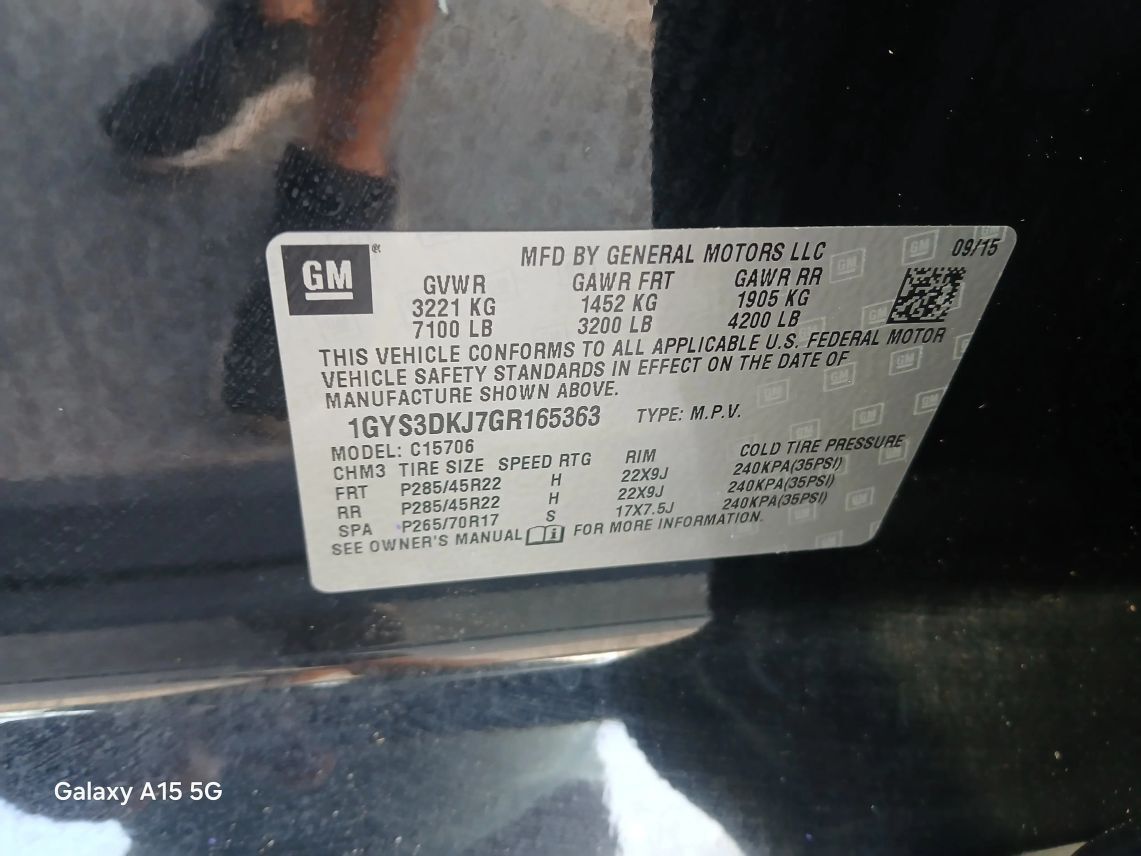 GM®
MFD BY GENERAL MOTORS LLC 09/15
GVWR GAWR FRT GAWR RR
3221 KG 1452 KG 1905 KG
7100 LB 3200 LB 4200 LB
THIS VEHICLE CONFORMS TO ALL APPLICABLE U.S. FEDERAL MOTOR
VEHICLE SAFETY STANDARDS IN EFFECT ON THE DATE OF
MANUFACTURE SHOWN ABOVE.
1GYS3DKJ7GR165363 TYPE: M.P.V.
MODEL: C15706
CHM3 TIRE SIZE SPEED RTG RIM COLD TIRE PRESSURE
FRT P285/45R22 H 22X9J 240KPA(35PSI)
RR P285/45R22 H 22X9J 240KPA(35PSI)
SPA P265/70R17 S 17X7.5J 240KPA(35PSI)
SEE OWNER'S MANUAL i FOR MORE INFORMATION.
Galaxy A15 5G